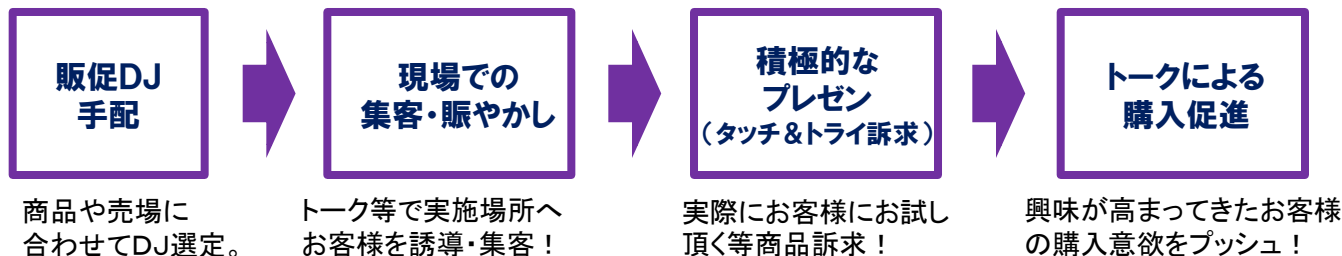 販促DJ
手配
現場での
集客・賑やかし
積極的な
プレゼン
（タッチ＆トライ訴求）
トークによる
購入促進
商品や売場に
合わせてDJ選定。
トーク等で実施場所へ
お客様を誘導・集客！
実際にお客様にお試し
頂く等商品訴求！
興味が高まってきたお客様
の購入意欲をプッシュ！